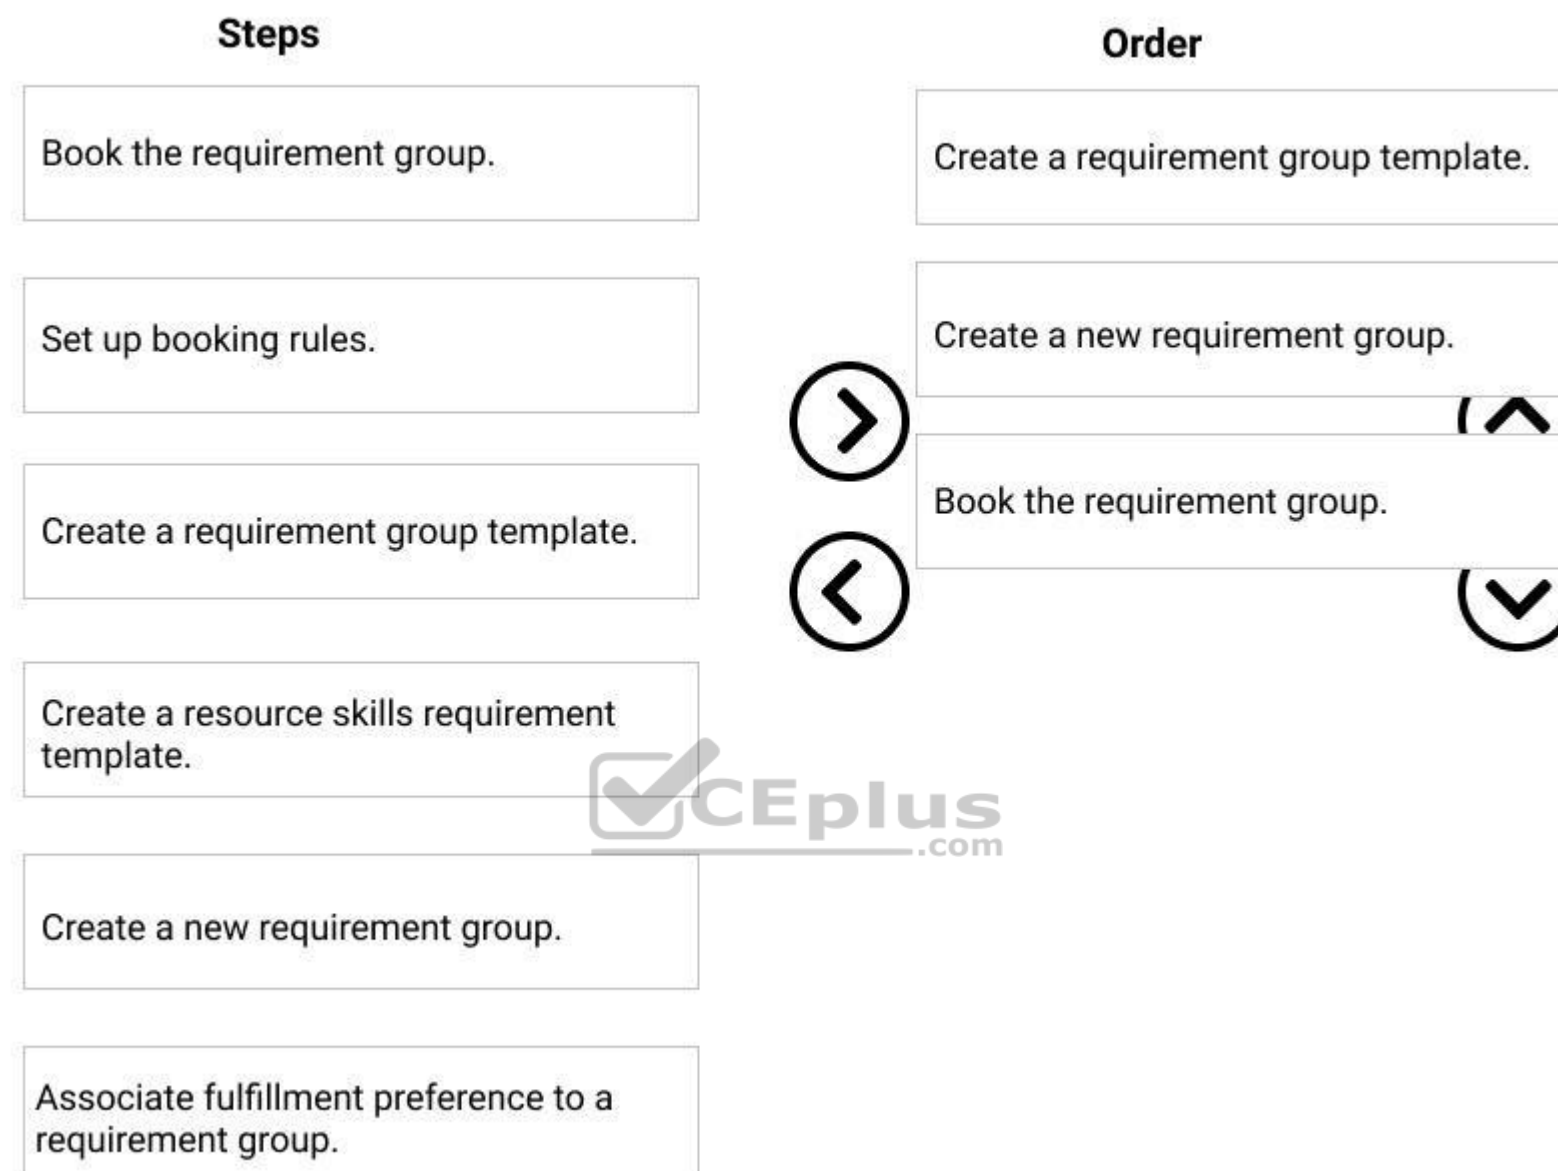 Steps
Book the requirement group.
Set up booking rules.
Create a requirement group template.
Create a resource skills requirement
template.
Create a new requirement group.
Associate fulfillment preference to a
requirement group.
Order
Create a requirement group template.
Create a new requirement group.
Book the requirement group.
CEplus
.com